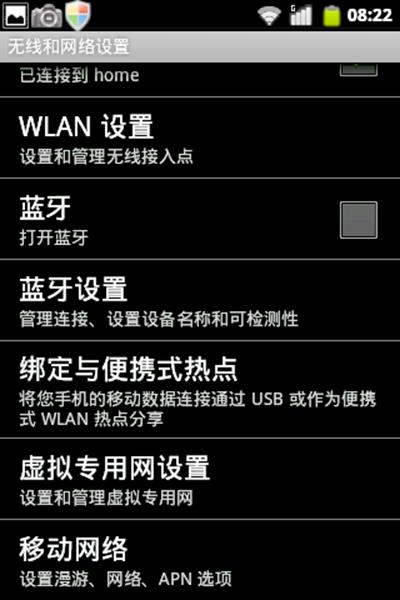 08:22
无线和网络设置
已连接到 home
WLAN 设置
设置和管理无线接入点
蓝牙
打开蓝牙
蓝牙设置
管理连接、设置设备名称和可检测性
绑定与便携式热点
将您手机的移动数据连接通过 USB 或作为便携
式 WLAN 热点分享
虚拟专用网设置
设置和管理虚拟专用网
移动网络
设置漫游、网络、APN 选项